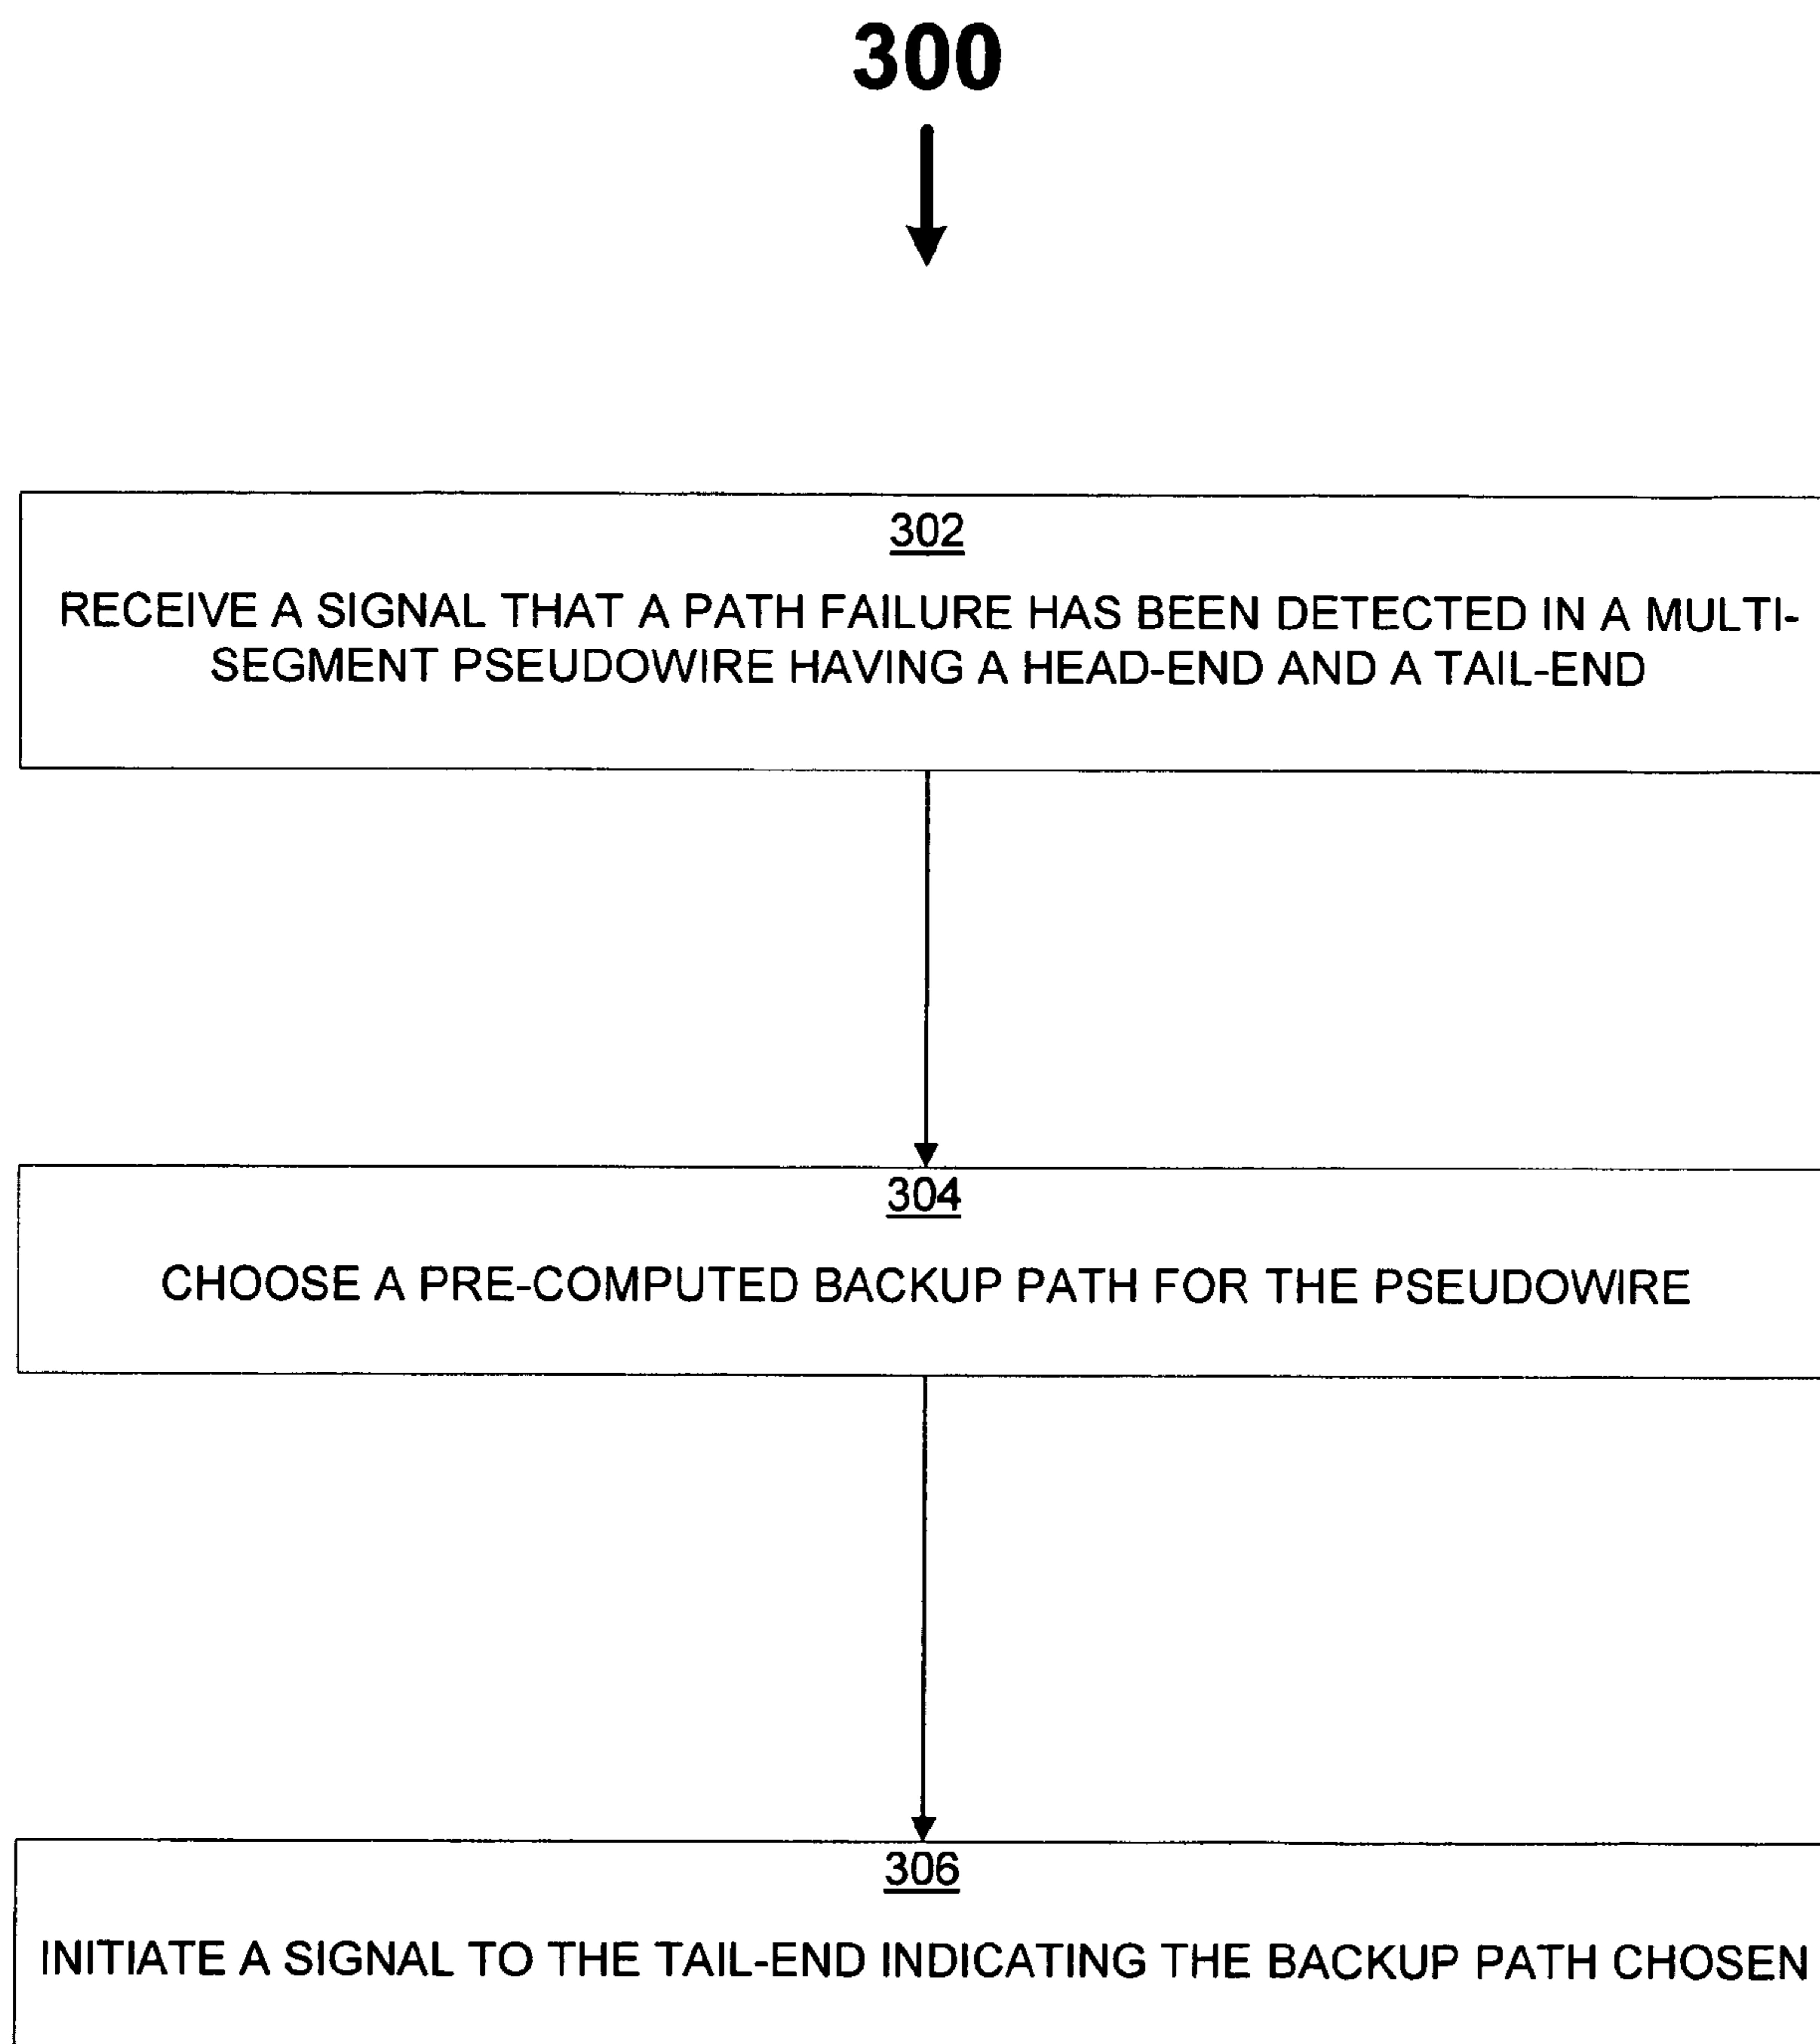 300
302
RECEIVE A SIGNAL THAT A PATH FAILURE HAS BEEN DETECTED IN A MULTI-
SEGMENT PSEUDOWIRE HAVING A HEAD-END AND A TAIL-END
304
CHOOSE A PRE-COMPUTED BACKUP PATH FOR THE PSEUDOWIRE
306
INITIATE A SIGNAL TO THE TAIL-END INDICATING THE BACKUP PATH CHOSEN